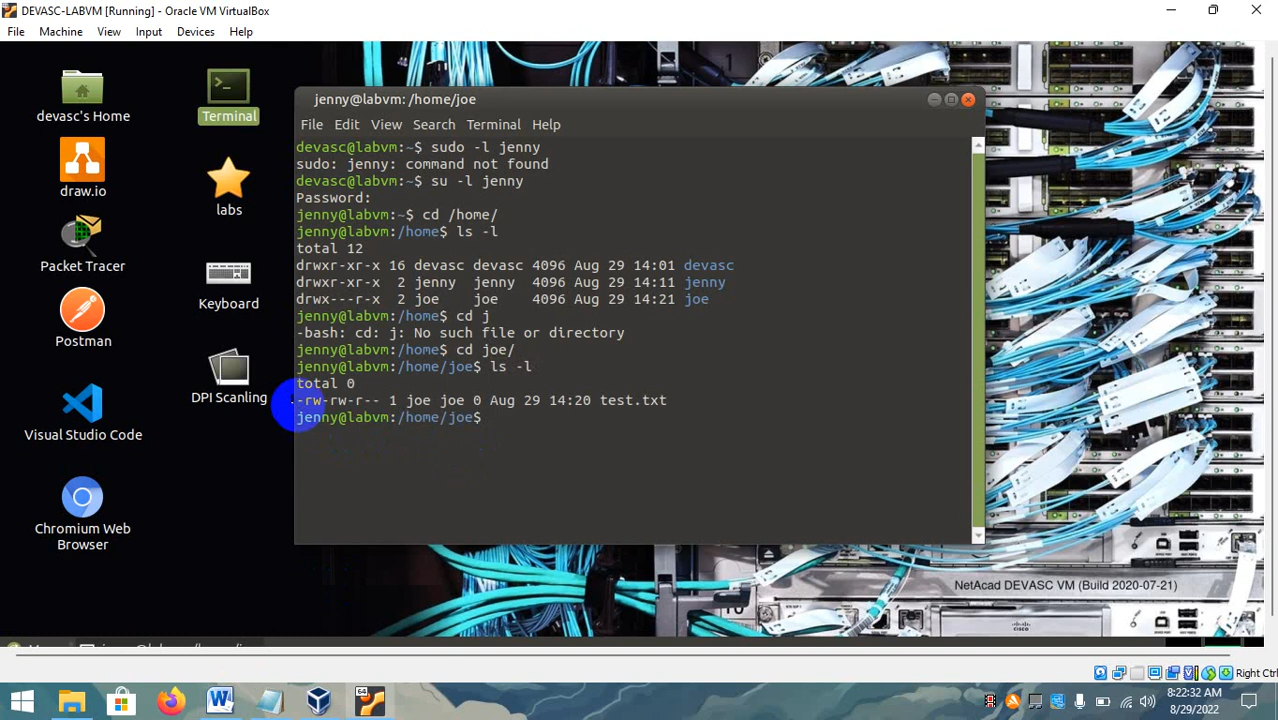 DEVASC-LABVM [Running] - Oracle VM VirtualBox
File Machine View Input Devices Help
devasc's Home
Terminal
draw.io
labs
Packet Tracer
Keyboard
Postman
DPI Scanling
Visual Studio Code
Chromium Web
Browser
jenny@labvm: /home/joe
File Edit View Search Terminal Help
devasc@labvm:~$ sudo -l jenny
sudo: jenny: command not found
devasc@labvm:~$ su -l jenny
Password:
jenny@labvm:~$ cd /home/
jenny@labvm:/home$ ls -l
total 12
drwxr-xr-x 16 devasc devasc 4096 Aug 29 14:01 devasc
drwxr-xr-x  2 jenny  jenny  4096 Aug 29 14:11 jenny
drwx---r-x  2 joe    joe    4096 Aug 29 14:21 joe
jenny@labvm:/home$ cd j
-bash: cd: j: No such file or directory
jenny@labvm:/home$ cd joe/
jenny@labvm:/home/joe$ ls -l
total 0
-rw-rw-r-- 1 joe joe 0 Aug 29 14:20 test.txt
jenny@labvm:/home/joe$
NetAcad DEVASC VM (Build 2020-07-21)
CISCO
Right Ctrl
64
8:22:32 AM
8/29/2022